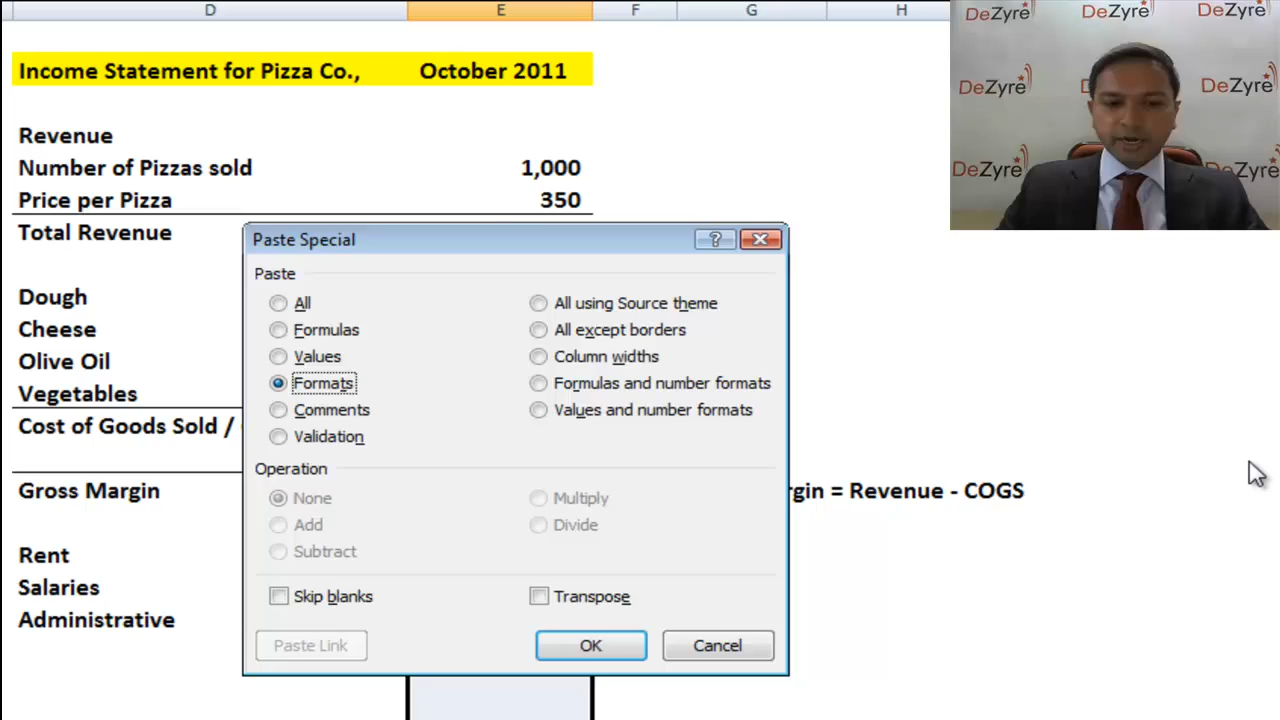 D E F G H
DeZyre DeZyre DeZyre
Income Statement for Pizza Co., October 2011
DeZyre DeZyre
Revenue
Number of Pizzas sold 1,000
DeZyre DeZyre
Price per Pizza 350
Total Revenue
Paste Special
?
Paste
All
All using Source theme
Formulas
All except borders
Values
Column widths
Formats
Formulas and number formats
Comments
Values and number formats
Validation
Operation
None
Multiply
Add
Divide
Subtract
Skip blanks
Transpose
Paste Link
OK
Cancel
Dough
Cheese
Olive Oil
Vegetables
Cost of Goods Sold /
Gross Margin
rgin = Revenue - COGS
Rent
Salaries
Administrative